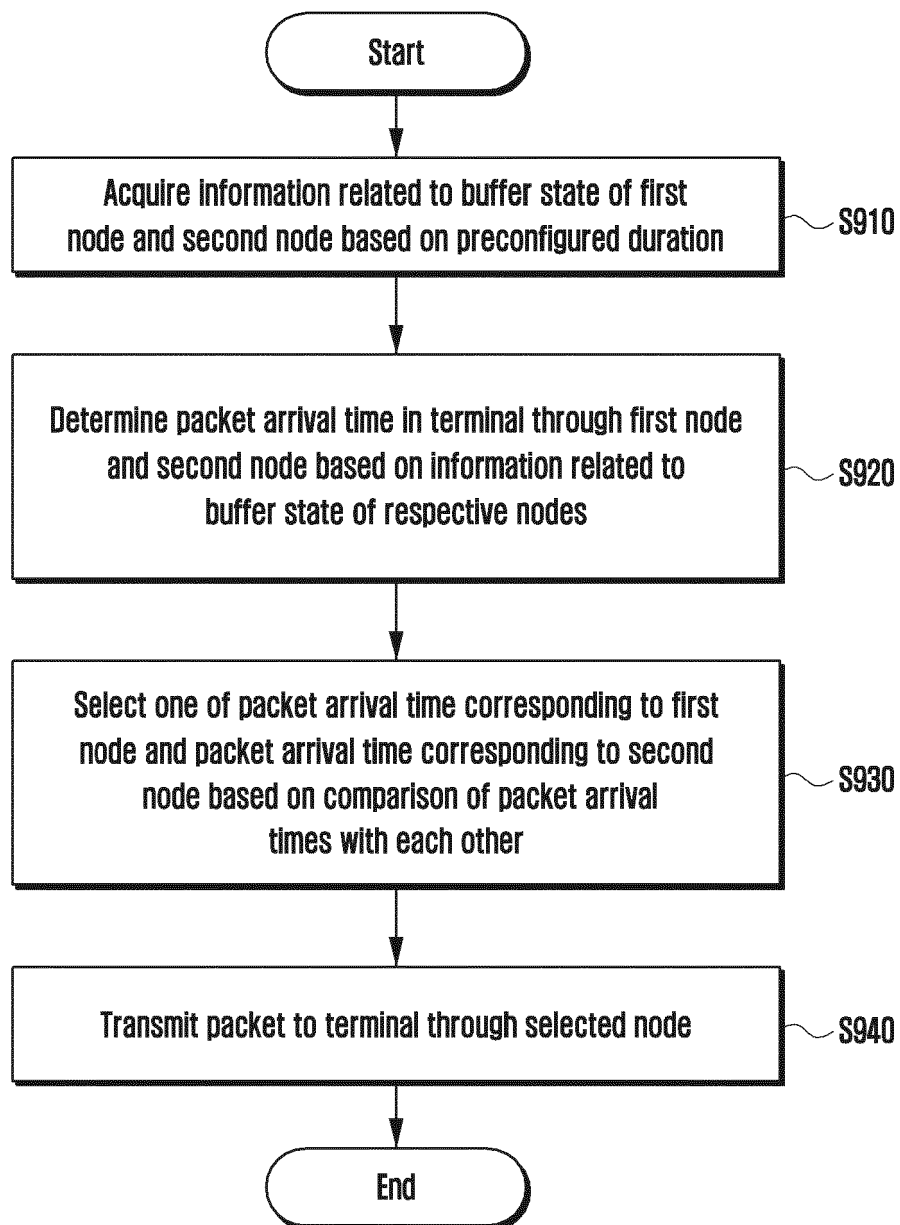 Start
Acquire information related to buffer state of first
node and second node based on preconfigured duration
S910
Determine packet arrival time in terminal through first node
and second node based on information related to
buffer state of respective nodes
S920
Select one of packet arrival time corresponding to first
node and packet arrival time corresponding to second
node based on comparison of packet arrival
times with each other
S930
Transmit packet to terminal through selected node
S940
End